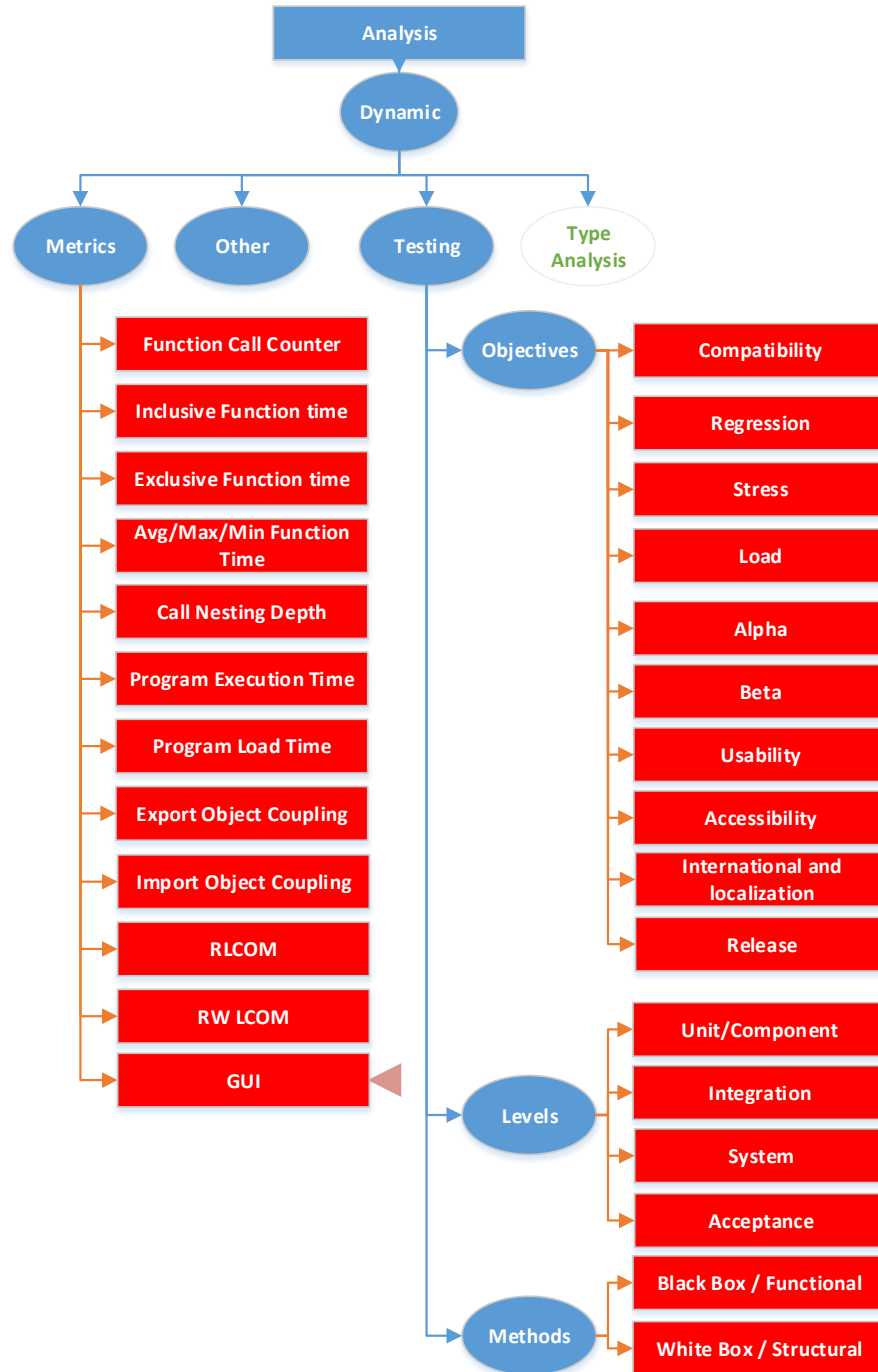 Analysis
Dynamic
Metrics
Other
Testing
Type
Analysis
Function Call Counter
Inclusive Function time
Exclusive Function time
Avg/Max/Min Function
Time
Call Nesting Depth
Program Execution Time
Program Load Time
Export Object Coupling
Import Object Coupling
RLCOM
RW LCOM
GUI
Objectives
Compatibility
Regression
Stress
Load
Alpha
Beta
Usability
Accessibility
International and
localization
Release
Levels
Unit/Component
Integration
System
Acceptance
Methods
Black Box / Functional
White Box / Structural